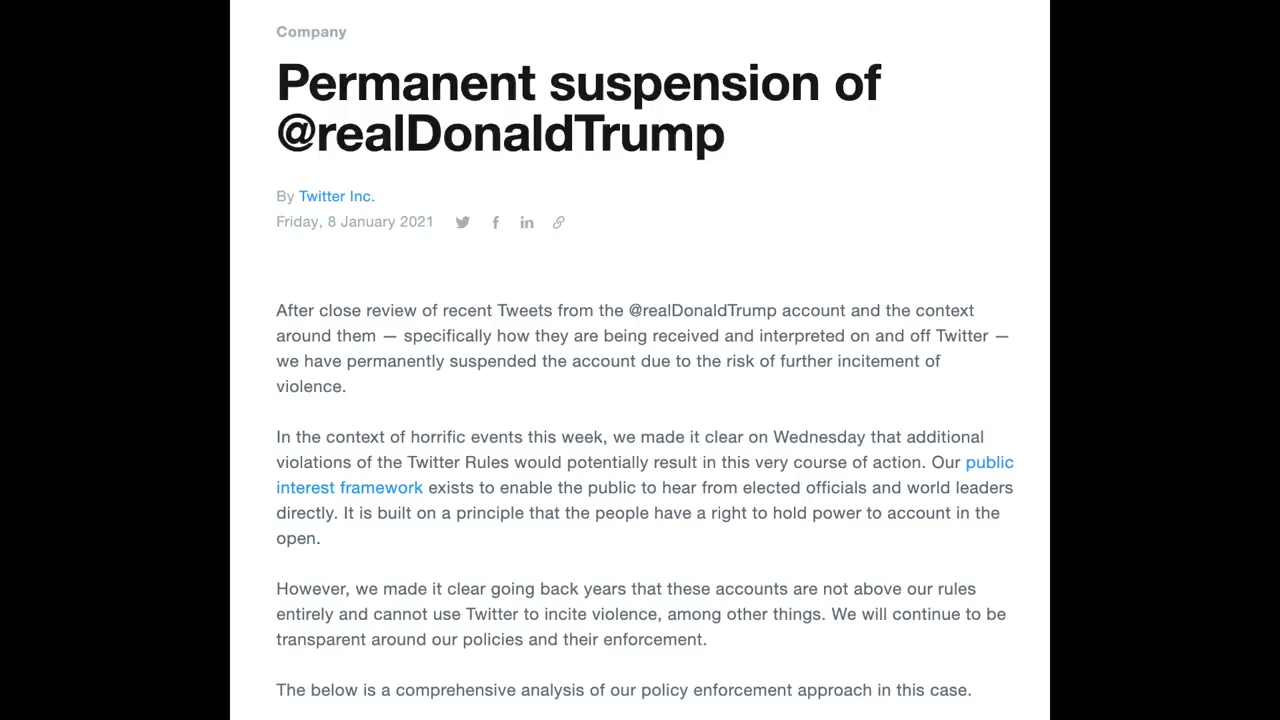 Company
Permanent suspension of
@realDonaldTrump
By Twitter Inc.
Friday, 8 January 2021
After close review of recent Tweets from the @realDonaldTrump account and the context
around them — specifically how they are being received and interpreted on and off Twitter —
we have permanently suspended the account due to the risk of further incitement of
violence.
In the context of horrific events this week, we made it clear on Wednesday that additional
violations of the Twitter Rules would potentially result in this very course of action. Our public
interest framework exists to enable the public to hear from elected officials and world leaders
directly. It is built on a principle that the people have a right to hold power to account in the
open.
However, we made it clear going back years that these accounts are not above our rules
entirely and cannot use Twitter to incite violence, among other things. We will continue to be
transparent around our policies and their enforcement.
The below is a comprehensive analysis of our policy enforcement approach in this case.